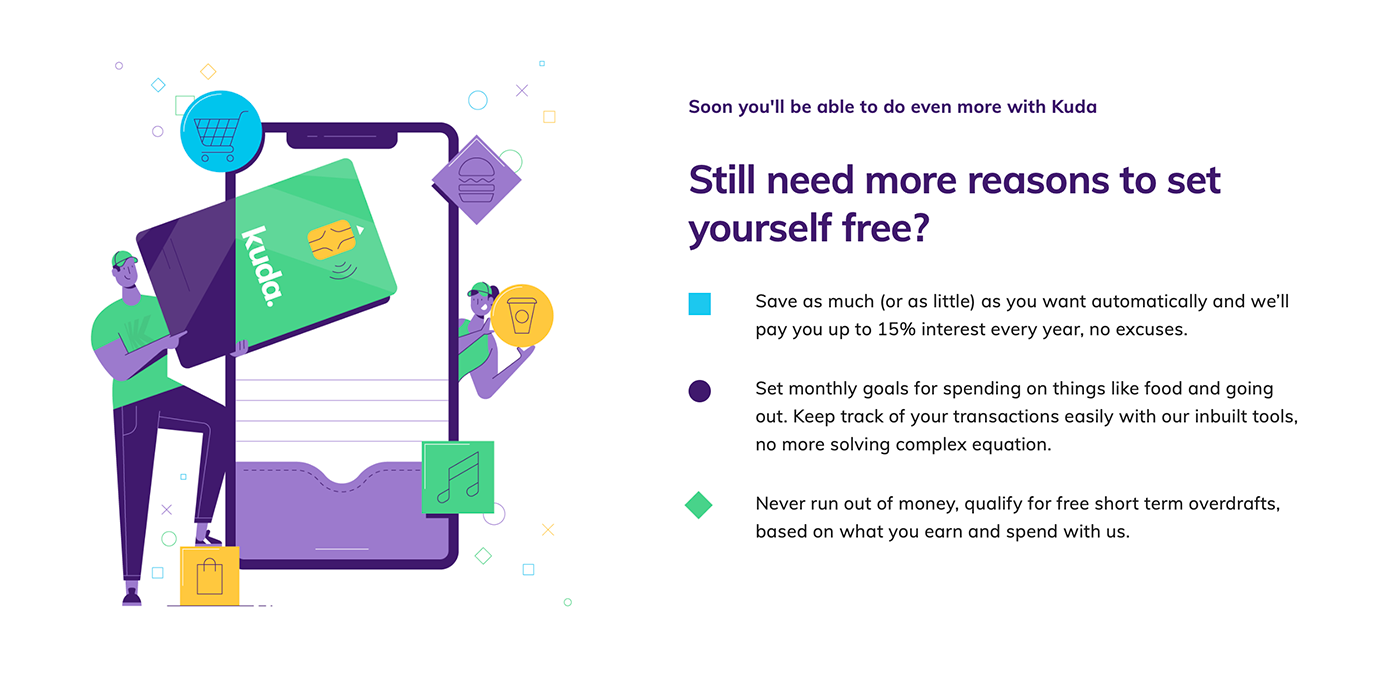 kuda.
Soon you'll be able to do even more with Kuda
Still need more reasons to set
yourself free?
Save as much (or as little) as you want automatically and we’ll
pay you up to 15% interest every year, no excuses.
Set monthly goals for spending on things like food and going
out. Keep track of your transactions easily with our inbuilt tools,
no more solving complex equation.
Never run out of money, qualify for free short term overdrafts,
based on what you earn and spend with us.